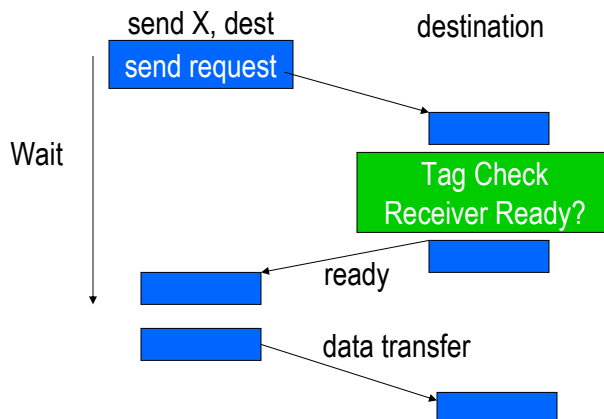 send X, dest
destination
send request
Wait
Tag Check
Receiver Ready?
ready
data transfer